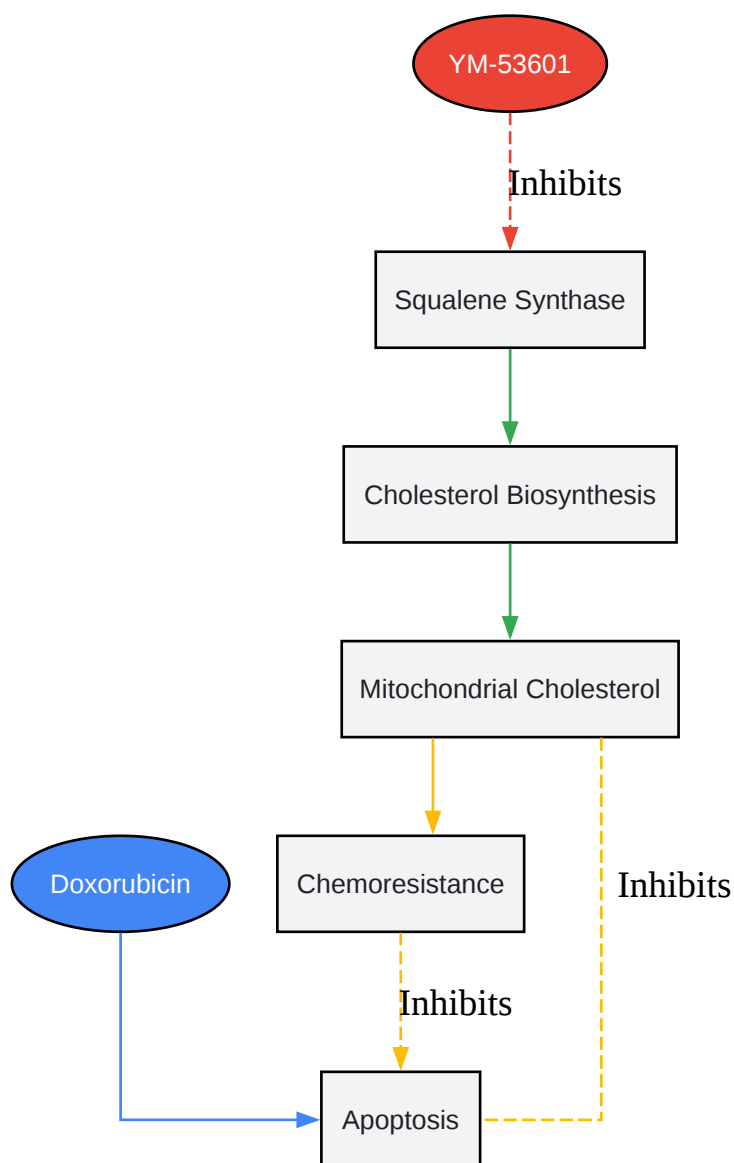 YM-53601
Inhibits
Squalene Synthase
Cholesterol Biosynthesis
Mitochondrial Cholesterol
Doxorubicin
Chemoresistance
Inhibits
Inhibits
Apoptosis